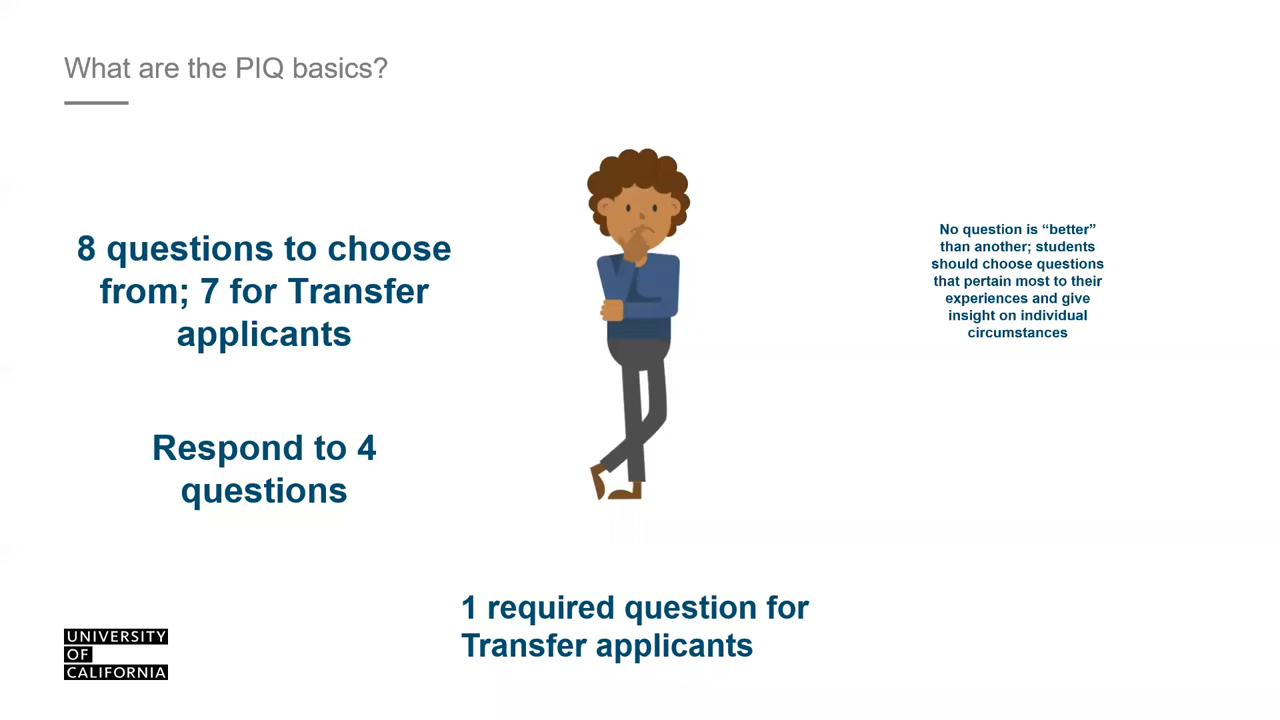 What are the PIQ basics?
8 questions to choose
from; 7 for Transfer
applicants
Respond to 4
questions
No question is “better”
than another; students
should choose questions
that pertain most to their
experiences and give
insight on individual
circumstances
1 required question for
Transfer applicants
UNIVERSITY
OF
CALIFORNIA